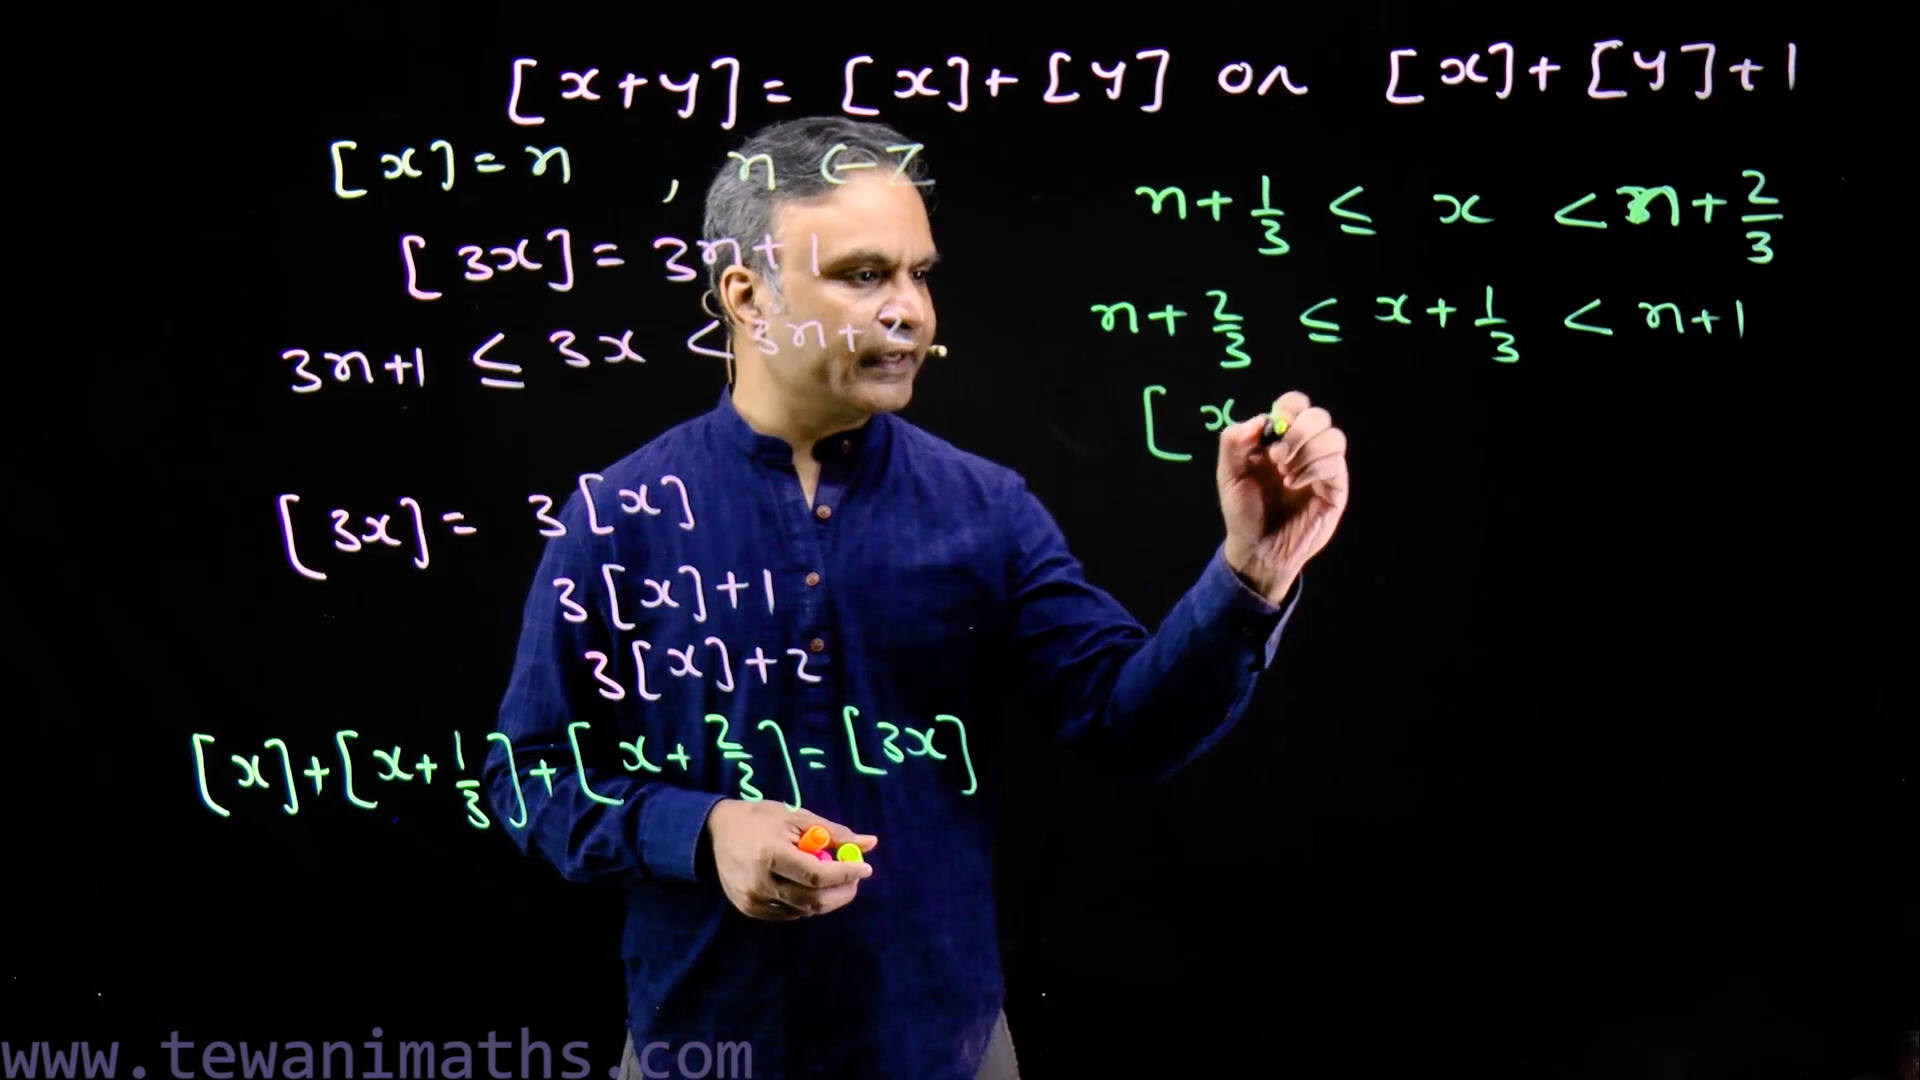 [x+y] = [x]+[y] or [x]+[y]+1
[x] = n , n ∈ Z
[3x] = 3n+1
3n+1 ≤ 3x < 3n+2
[3x] = 3[x]
3[x]+1
3[x]+2
[x]+[x+1/3]+[x+2/3]=[3x]
n+1/3 ≤ x < n+2/3
n+2/3 ≤ x+1/3 < n+1
[x
www.tewanimaths.com